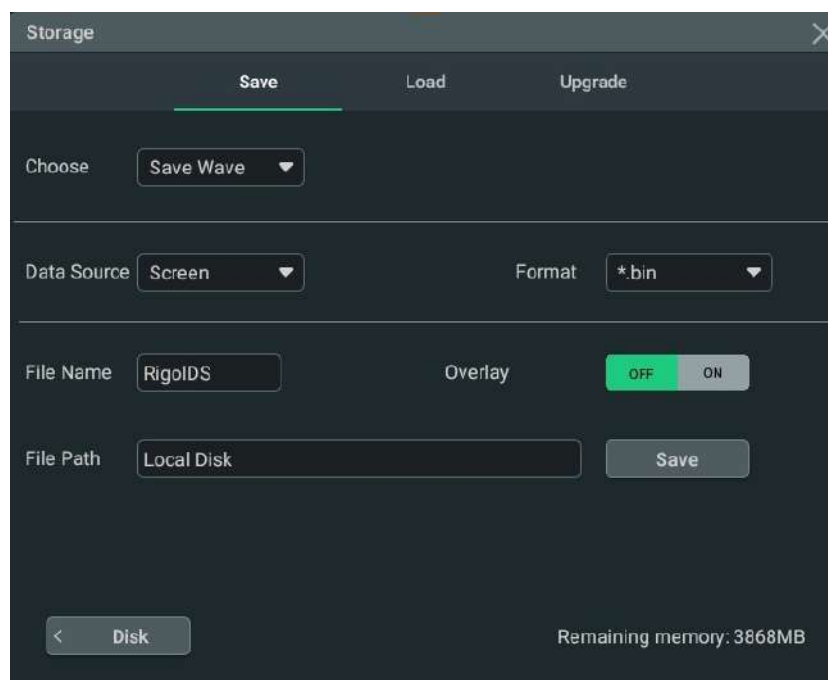 Storage
Save Load Upgrade
Choose Save Wave
Data Source Screen Format *.bin
File Name RigolDS Overlay OFF ON
File Path Local Disk Save
< Disk Remaining memory: 3868MB